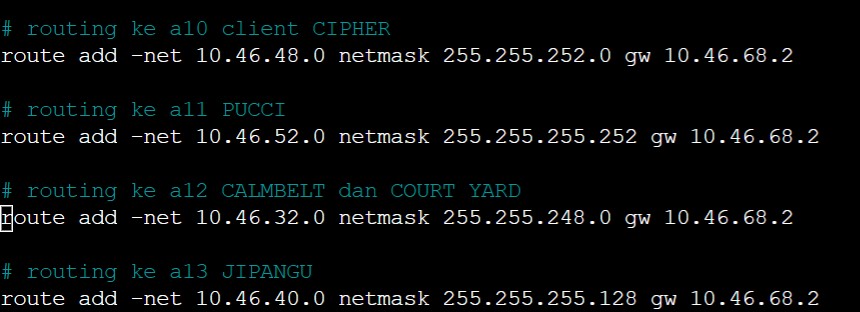 # routing ke a10 client CIPHER
route add -net 10.46.48.0 netmask 255.255.252.0 gw 10.46.68.2
# routing ke a11 PUCCI
route add -net 10.46.52.0 netmask 255.255.255.252 gw 10.46.68.2
# routing ke a12 CALMBELT dan COURT YARD
route add -net 10.46.32.0 netmask 255.255.248.0 gw 10.46.68.2
# routing ke a13 JIPANGU
route add -net 10.46.40.0 netmask 255.255.255.128 gw 10.46.68.2